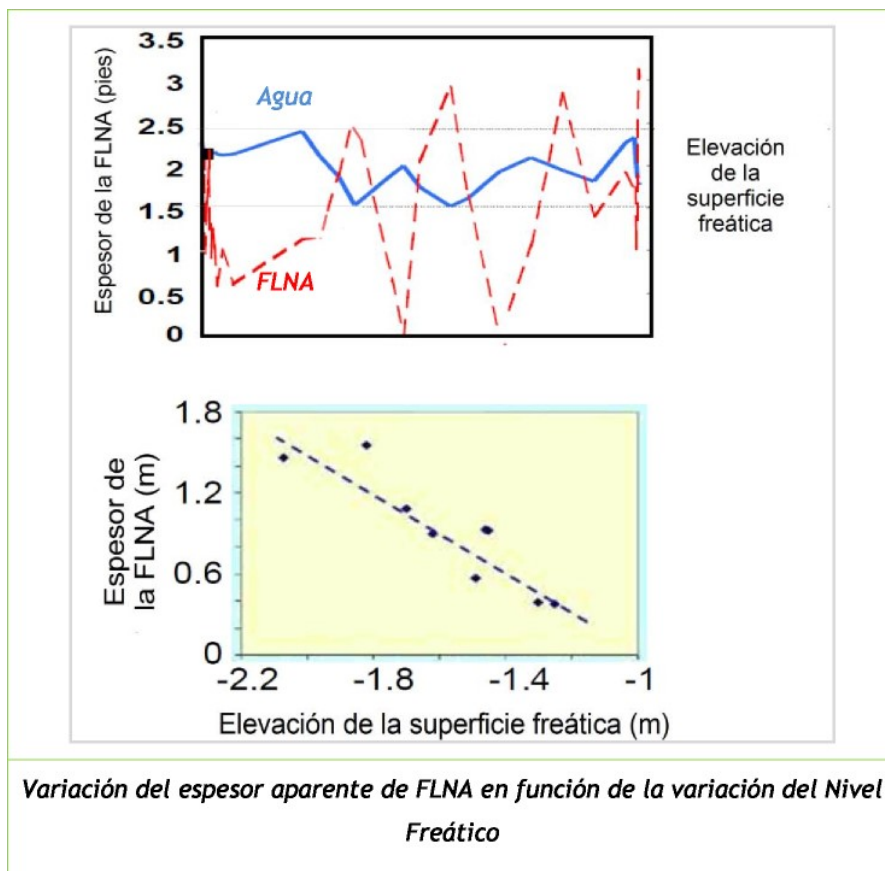 3.5
3
2.5
2
1.5
1
0.5
0
Espesor de la FLNA (pies)
Agua
FLNA
Elevación
de la
superficie
freática
1.8
1.2
0.6
0
Espesor de
la FLNA (m)
-2.2
-1.8
-1.4
-1
Elevación de la superficie freática (m)
Variación del espesor aparente de FLNA en función de la variación del Nivel
Freático